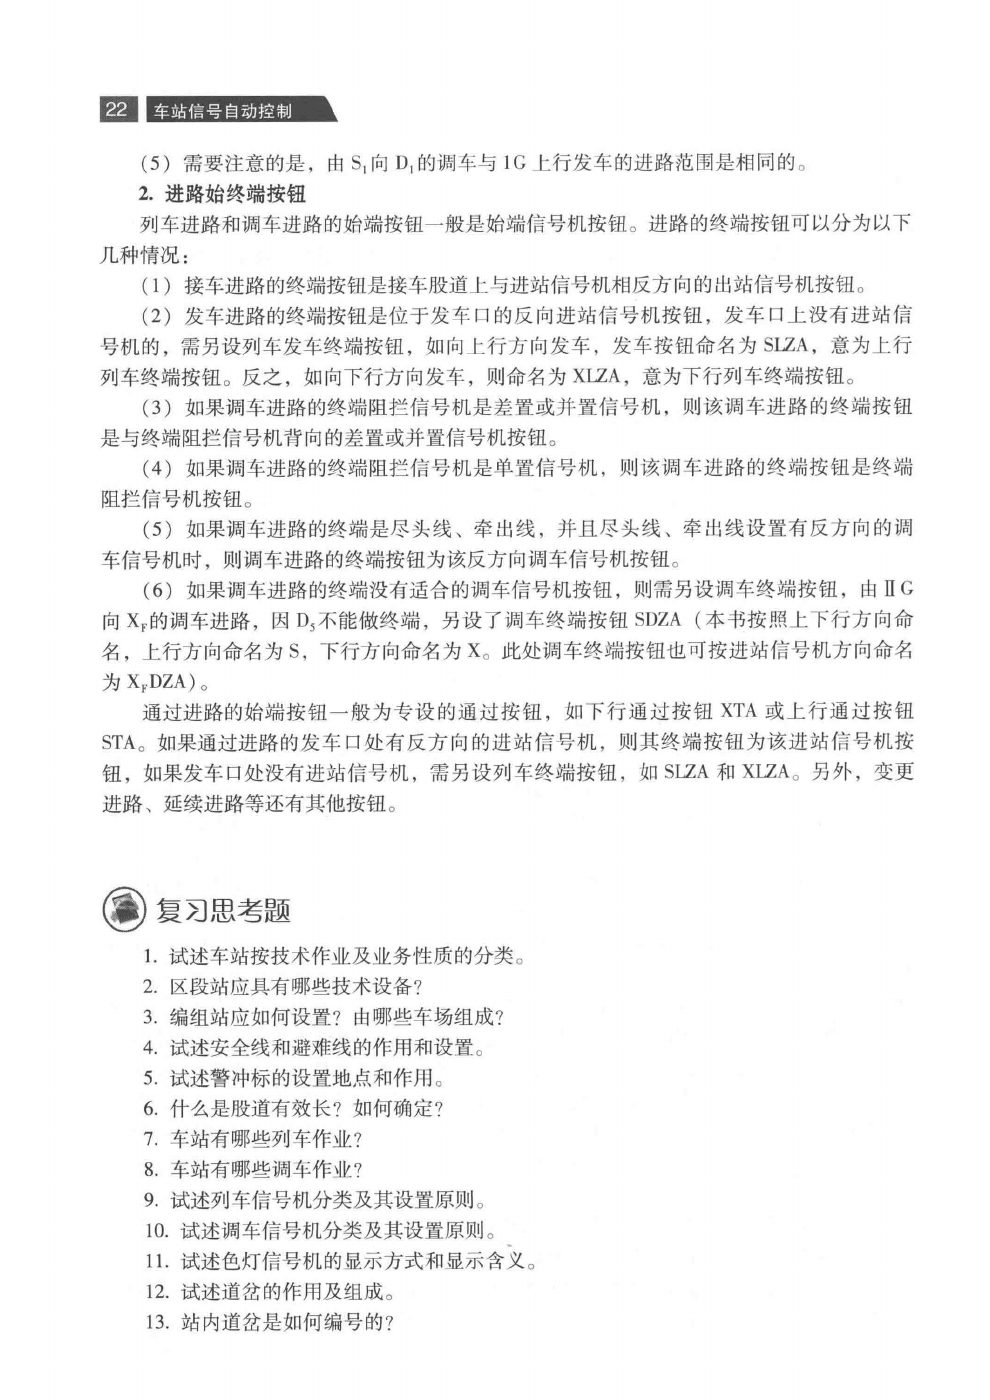 22 车站信号自动控制
（5）需要注意的是，由 S₁向 D₁的调车与 1G 上行发车的进路范围是相同的。
2. 进路始终端按钮
列车进路和调车进路的始端按钮一般是始端信号机按钮。进路的终端按钮可以分为以下
几种情况：
（1）接车进路的终端按钮是接车股道上与进站信号机相反方向的出站信号机按钮。
（2）发车进路的终端按钮是位于发车口的反向进站信号机按钮，发车口上没有进站信
号机的，需另设列车发车终端按钮，如向上行方向发车，发车按钮命名为 SLZA，意为上行
列车终端按钮。反之，如向下行方向发车，则命名为 XLZA，意为下行列车终端按钮。
（3）如果调车进路的终端阻拦信号机是差置或并置信号机，则该调车进路的终端按钮
是与终端阻拦信号机背向的差置或并置信号机按钮。
（4）如果调车进路的终端阻拦信号机是单置信号机，则该调车进路的终端按钮是终端
阻拦信号机按钮。
（5）如果调车进路的终端是尽头线、牵出线，并且尽头线、牵出线设置有反方向的调
车信号机时，则调车进路的终端按钮为该反方向调车信号机按钮。
（6）如果调车进路的终端没有适合的调车信号机按钮，则需另设调车终端按钮，由ⅡG
向 X_F的调车进路，因 D₅不能做终端，另设了调车终端按钮 SDZA（本书按照上下行方向命
名，上行方向命名为 S，下行方向命名为 X。此处调车终端按钮也可按进站信号机方向命名
为 X_FDZA）。
通过进路的始端按钮一般为专设的通过按钮，如下行通过按钮 XTA 或上行通过按钮
STA。如果通过进路的发车口处有反方向的进站信号机，则其终端按钮为该进站信号机按
钮，如果发车口处没有进站信号机，需另设列车终端按钮，如 SLZA 和 XLZA。另外，变更
进路、延续进路等还有其他按钮。
复习思考题
1. 试述车站按技术作业及业务性质的分类。
2. 区段站应具有哪些技术设备？
3. 编组站应如何设置？由哪些车场组成？
4. 试述安全线和避难线的作用和设置。
5. 试述警冲标的设置地点和作用。
6. 什么是股道有效长？如何确定？
7. 车站有哪些列车作业？
8. 车站有哪些调车作业？
9. 试述列车信号机分类及其设置原则。
10. 试述调车信号机分类及其设置原则。
11. 试述色灯信号机的显示方式和显示含义。
12. 试述道岔的作用及组成。
13. 站内道岔是如何编号的？